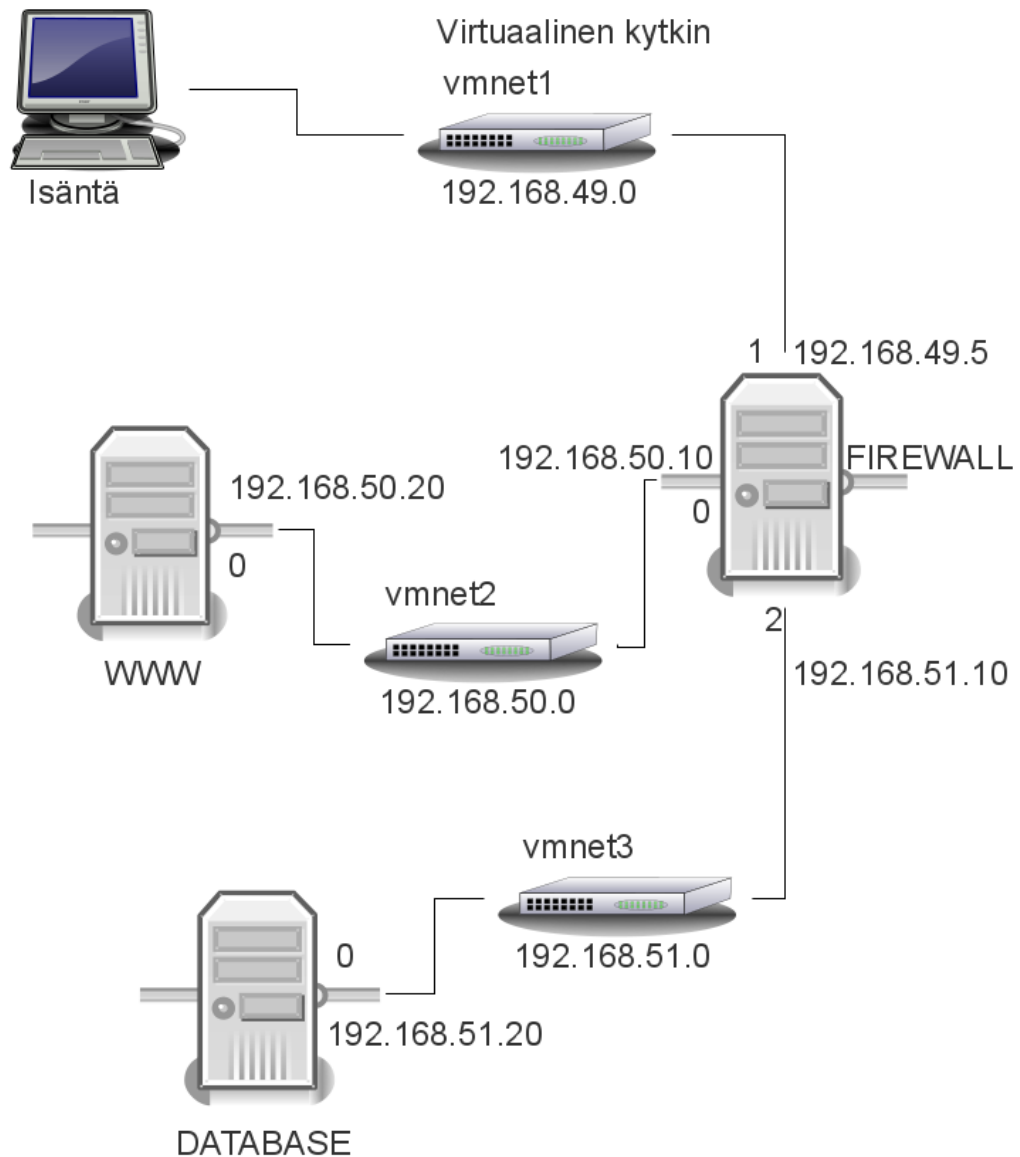 Virtuaalinen kytkin
vmnet1
Isäntä
192.168.49.0
1
192.168.49.5
192.168.50.10
FIREWALL
192.168.50.20
0
0
vmnet2
2
WWW
192.168.50.0
192.168.51.10
vmnet3
0
192.168.51.0
192.168.51.20
DATABASE